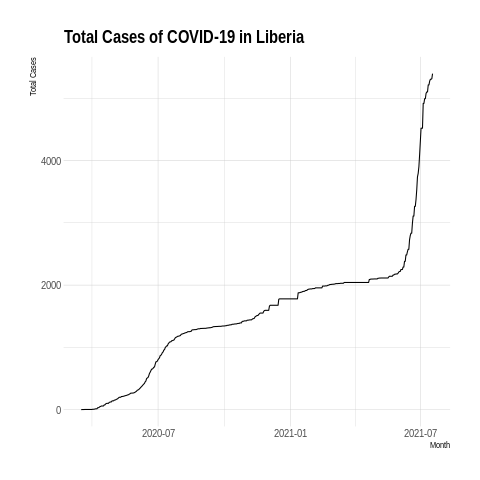 Total Cases of COVID-19 in Liberia
Total Cases
4000
2000
0
2020-07 2021-01 2021-07
Month